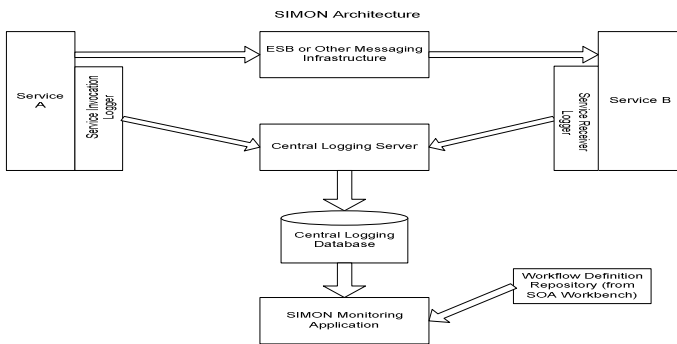 SIMON Architecture
Service
A
Service Invocation
Logger
ESB or Other Messaging
Infrastructure
Service Receiver
Logger
Service B
Central Logging Server
Central Logging
Database
Workflow Definition
Repository (from
SOA Workbench)
SIMON Monitoring
Application